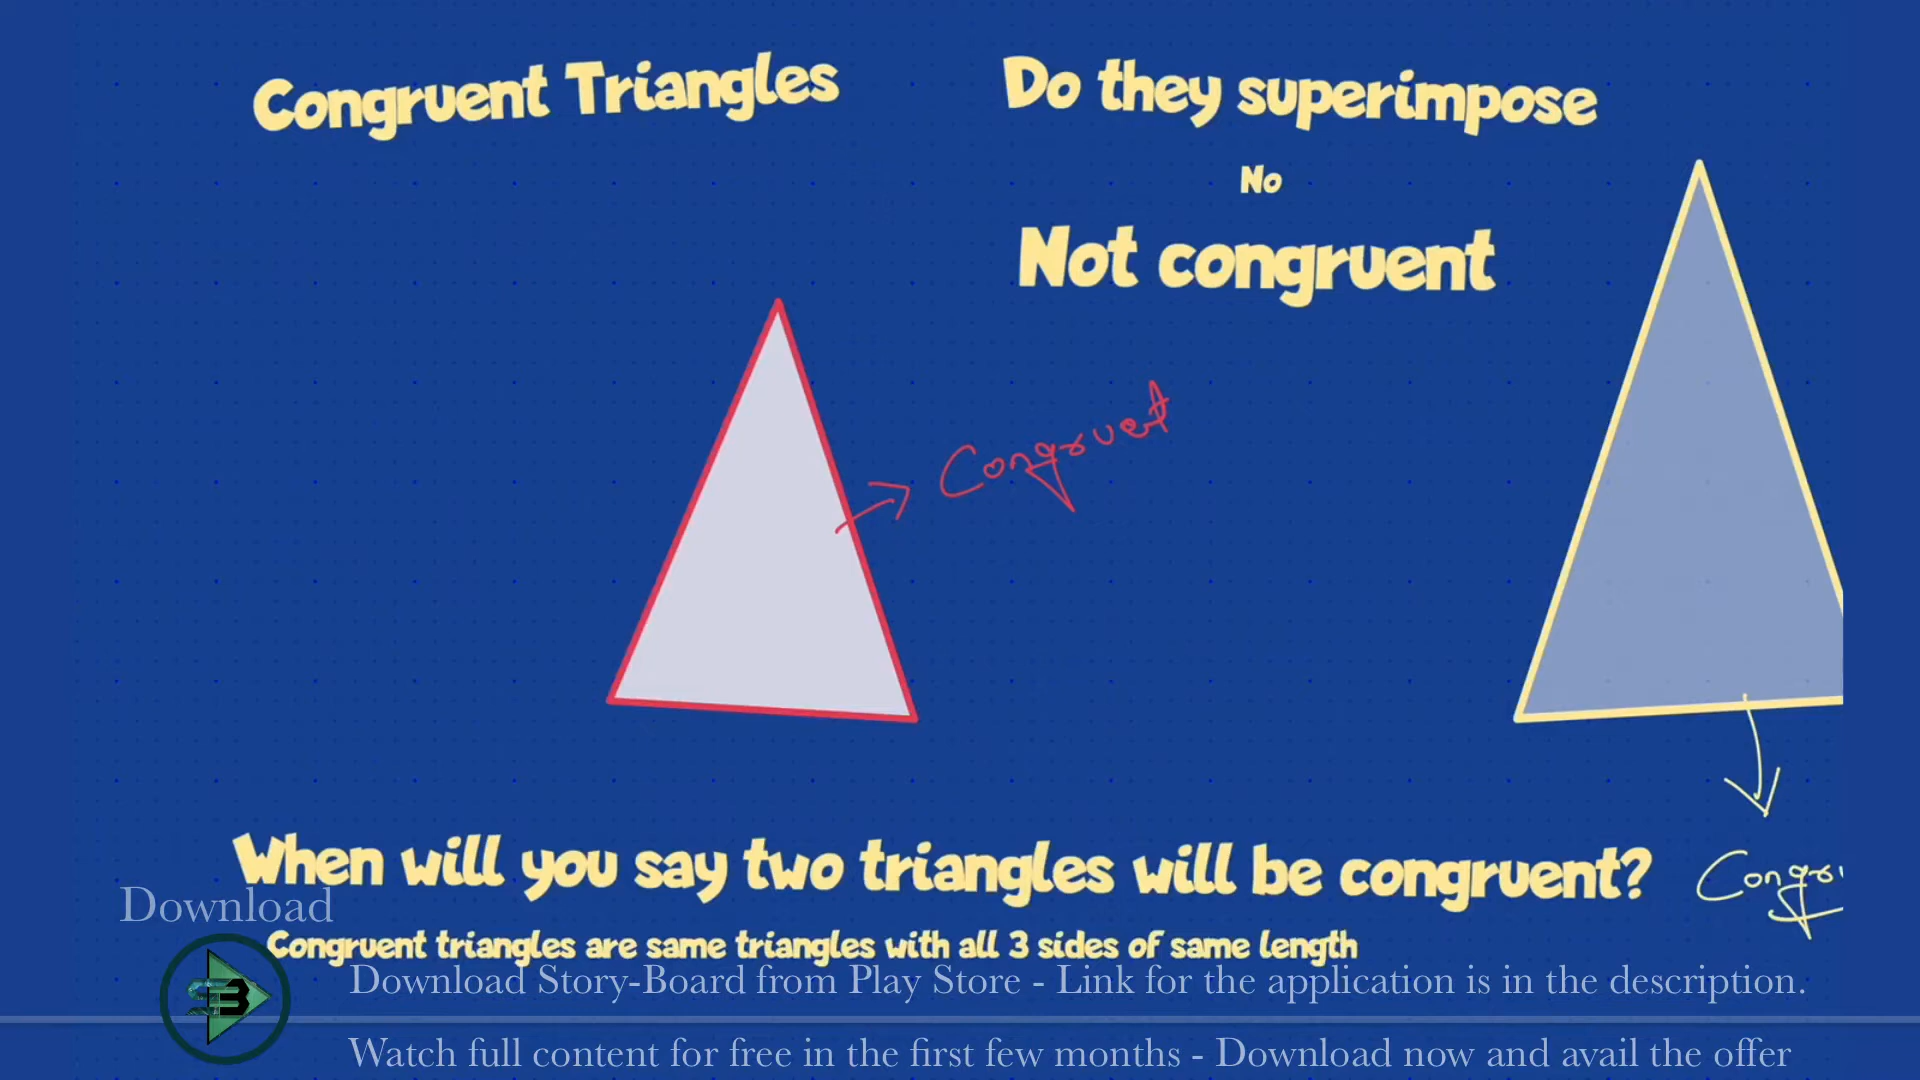 Congruent Triangles
Do they superimpose
No
Not congruent
Congruent
When will you say two triangles will be congruent?
Congruent triangles are same triangles with all 3 sides of same length
Download
SB
Download Story-Board from Play Store - Link for the application is in the description.
Watch full content for free in the first few months - Download now and avail the offer